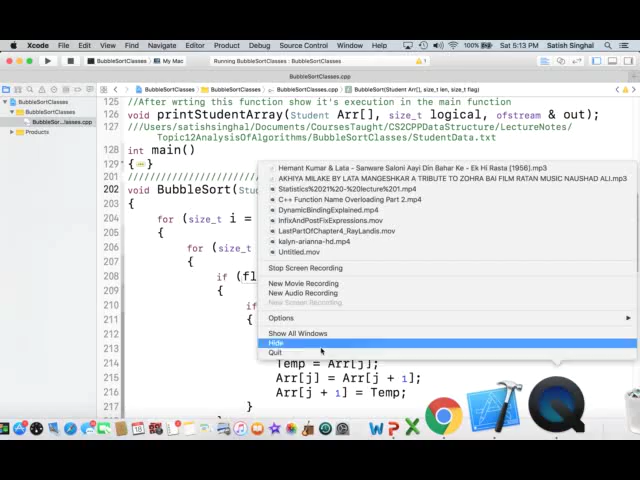 Xcode File Edit View Find Navigate Editor Product Debug Source Control Window Help 100% Sat 5:13 PM Satish Singhal
BubbleSortClasses My Mac Running BubbleSortClasses : BubbleSortClasses
BubbleSortClasses.cpp
BubbleSortClasses BubbleSortClasses BubbleSortClasses.cpp BubbleSort(Student Arr[], size_t len, size_t flag)
BubbleSortClasses
BubbleSortClasses
BubbleSor...lasses.cpp
Products
125 //After wrting this function show it's execution in the main function
126 void printStudentArray(Student Arr[], size_t logical, ofstream & out);
127 ///Users/satishsinghal/Documents/CoursesTaught/CS2CPPDataStructure/LectureNotes/
Topic12AnalysisOfAlgorithms/BubbleSortClasses/StudentData.txt
128 int main()
129 {...}
201 ////////////////////////
202 void BubbleSort(Stu
203 {
204 for (size_t i =
205 {
206 for (size_t
207 {
208 if (fl
209 {
210 if
211 {
Hemant Kumar & Lata - Sanware Saloni Aayi Din Bahar Ke - Ek Hi Rasta (1956).mp3
AKHIYA MILAKE BY LATA MANGESHKAR A TRIBUTE TO ZOHRA BAI FILM RATAN MUSIC NAUSHAD ALI.mp3
Statistics%2021%20-%20lecture%201.mp4
C++ Function Name Overloading Part 2.mp4
DynamicBindingExplained.mp4
InfixAndPostFixExpressions.mov
LastPartOfChapter4_RayLandis.mov
kalyn-arianna-hd.mp4
Untitled.mov
Stop Screen Recording
New Movie Recording
New Audio Recording
New Screen Recording
Options
Show All Windows
Hide
Quit
212
213
214 Temp = Arr[j];
215 Arr[j] = Arr[j + 1];
216 Arr[j + 1] = Temp;
217 }